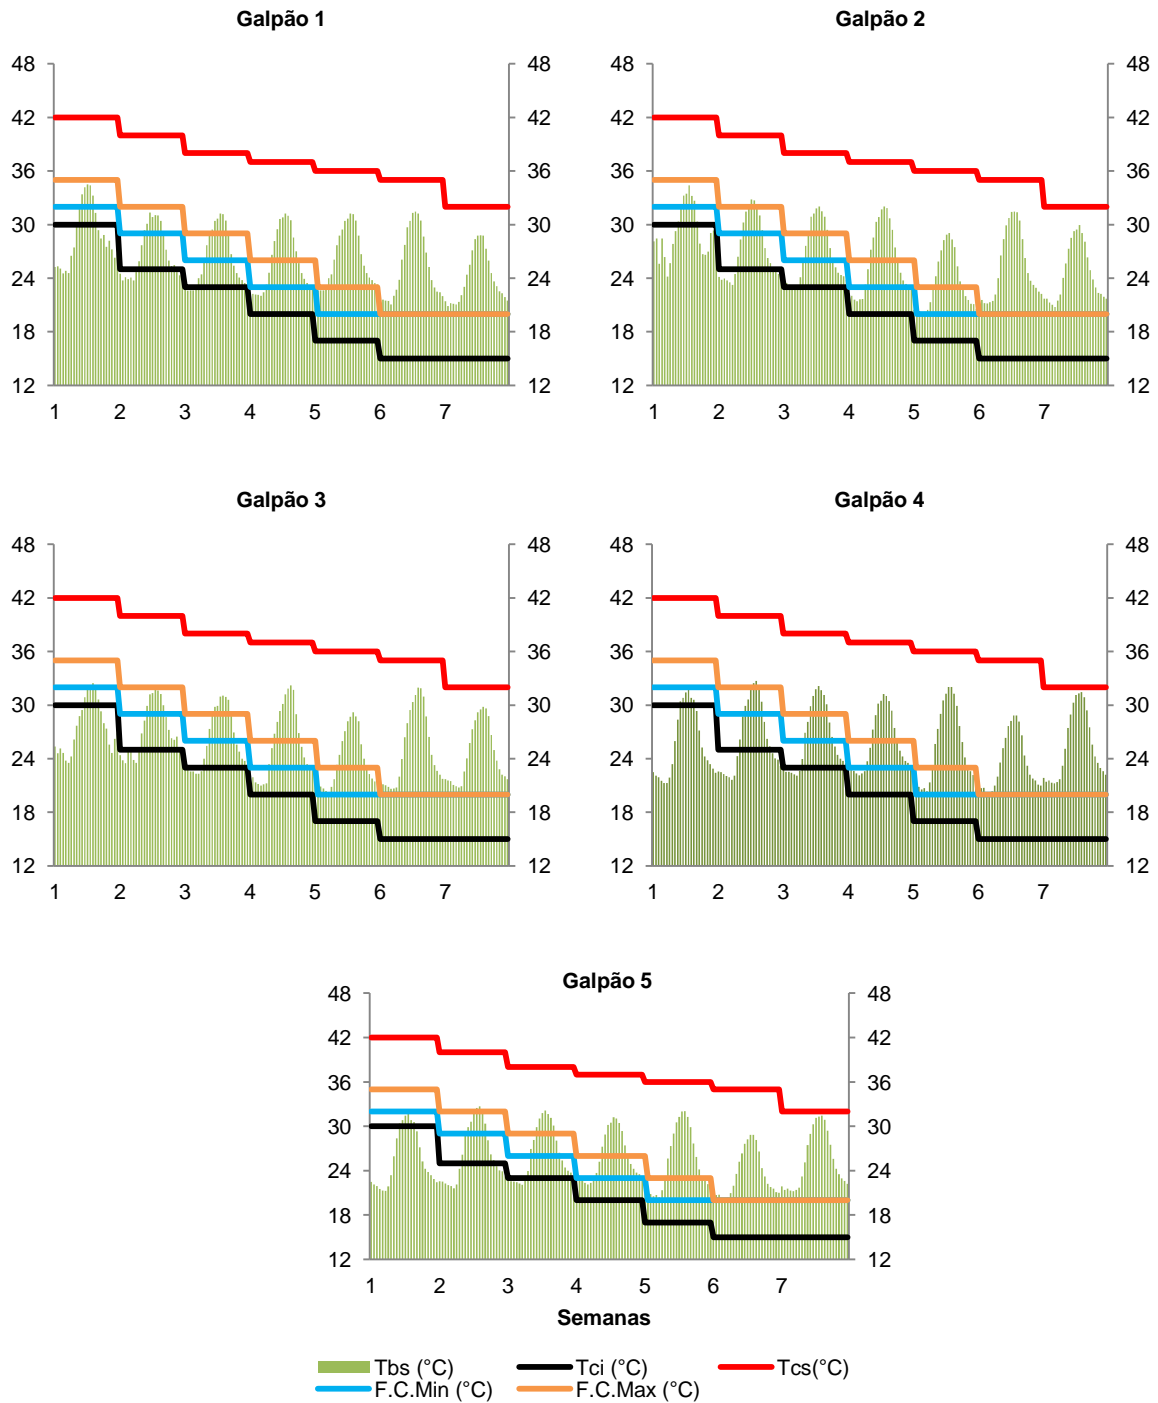 Galpão 1 Galpão 2
48 48 48 48
42 42 42 42
36 36 36 36
30 30 30 30
24 24 24 24
18 18 18 18
12 12 12 12
1 2 3 4 5 6 7 1 2 3 4 5 6 7
Galpão 3 Galpão 4
48 48 48 48
42 42 42 42
36 36 36 36
30 30 30 30
24 24 24 24
18 18 18 18
12 12 12 12
1 2 3 4 5 6 7 1 2 3 4 5 6 7
Galpão 5
48 48
42 42
36 36
30 30
24 24
18 18
12 12
1 2 3 4 5 6 7
Semanas
Tbs (°C) Tci (°C) Tcs(°C)
F.C.Min (°C) F.C.Max (°C)